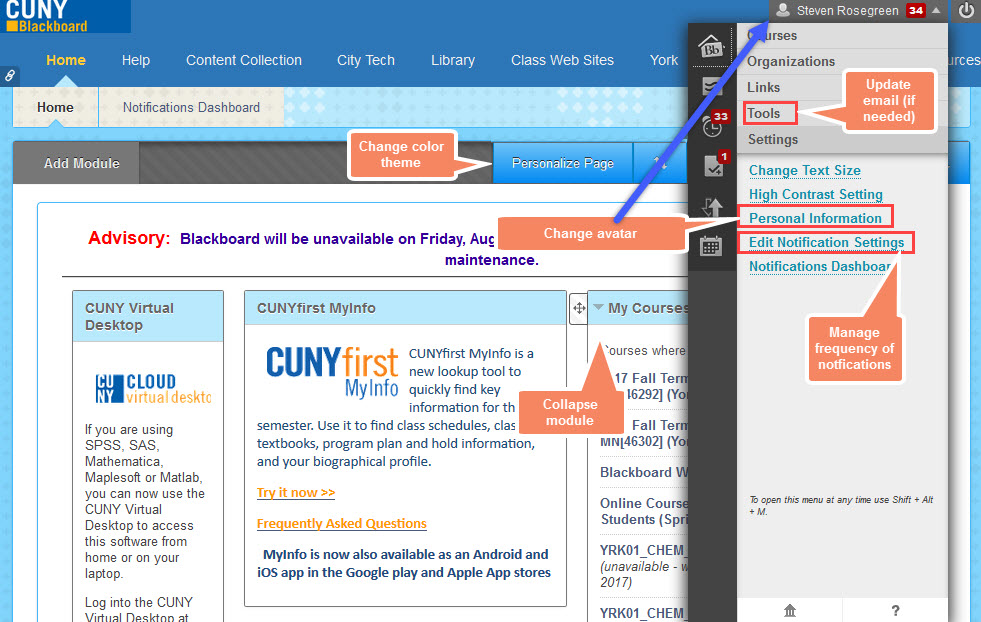 CUNY
Blackboard
Steven Rosegreen 34
Home Help Content Collection City Tech Library Class Web Sites York
Home Notifications Dashboard
Add Module
Personalize Page
Change color
theme
Courses
Organizations
Links
Tools
Settings
Update
email (if
needed)
33
1
Change Text Size
High Contrast Setting
Personal Information
Edit Notification Settings
Notifications Dashboar
Change avatar
Manage
frequency of
notfications
To open this menu at any time use Shift + Alt
+ M.
?
Advisory: Blackboard will be unavailable on Friday, Aug
maintenance.
CUNY Virtual
Desktop
CU
NY
CLOUD
virtual deskto
If you are using
SPSS, SAS,
Mathematica,
Maplesoft or Matlab,
you can now use the
CUNY Virtual
Desktop to access
this software from
home or on your
laptop.
Log into the CUNY
Virtual Desktop at
CUNYfirst MyInfo
CUNYfirst
MyInfo
CUNYfirst MyInfo is a
new lookup tool to
quickly find key
information for th
semester. Use it to find class schedules, clas
textbooks, program plan and hold information,
and your biographical profile.
Try it now >>
Frequently Asked Questions
MyInfo is now also available as an Android and
iOS app in the Google play and Apple App stores
My Courses
ourses where
17 Fall Term
46292] (Yo
Collapse
module
Fall Ter
MN[46302] (Yo
Blackboard W
Online Course
Students (Spri
YRK01_CHEM_
(unavailable - w
2017)
YRK01_CHEM_